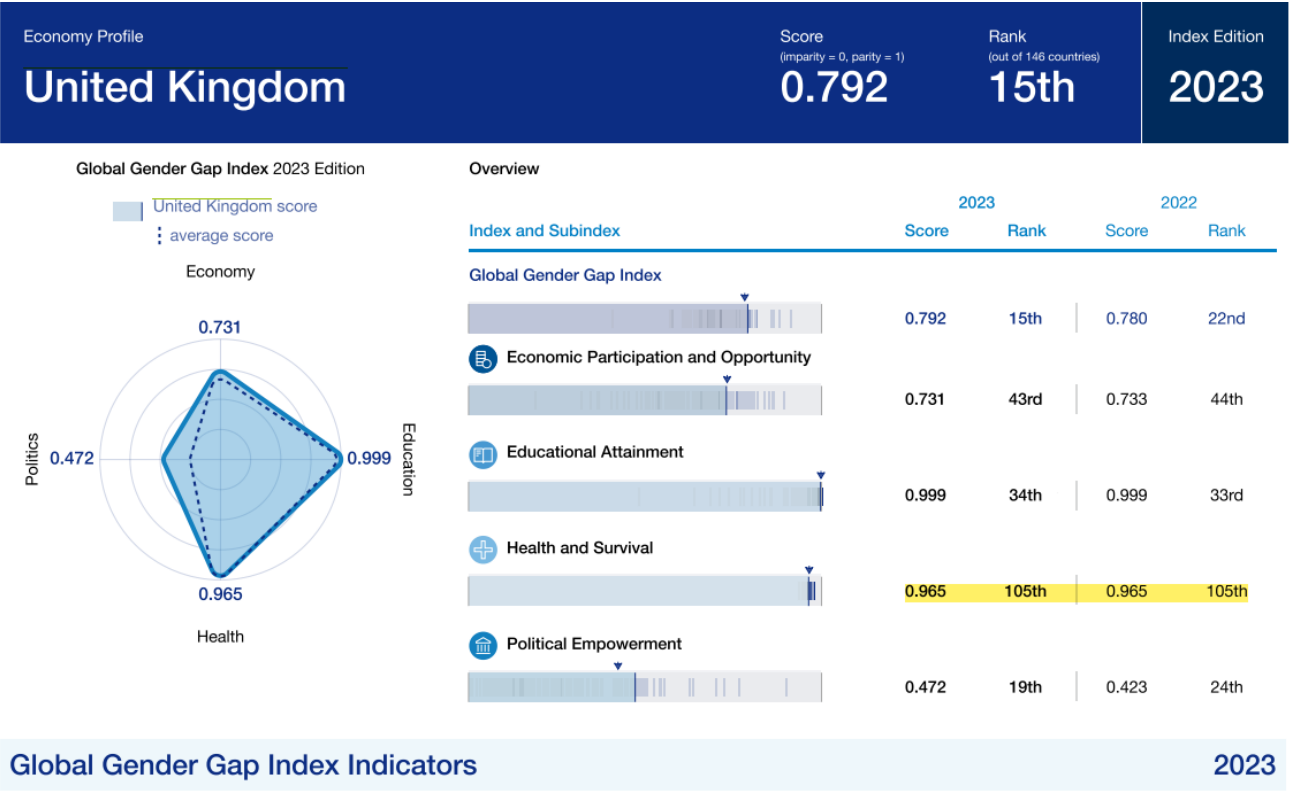 Economy Profile
United Kingdom
Score
(imparity = 0, parity = 1)
0.792
Rank
(out of 146 countries)
15th
Index Edition
2023
Global Gender Gap Index 2023 Edition
United Kingdom score
average score
Economy
0.731
Politics
0.472
0.999
Education
0.965
Health
Overview
2023 2022
Index and Subindex Score Rank Score Rank
Global Gender Gap Index
0.792 15th 0.780 22nd
Economic Participation and Opportunity
0.731 43rd 0.733 44th
Educational Attainment
0.999 34th 0.999 33rd
Health and Survival
0.965 105th 0.965 105th
Political Empowerment
0.472 19th 0.423 24th
Global Gender Gap Index Indicators 2023